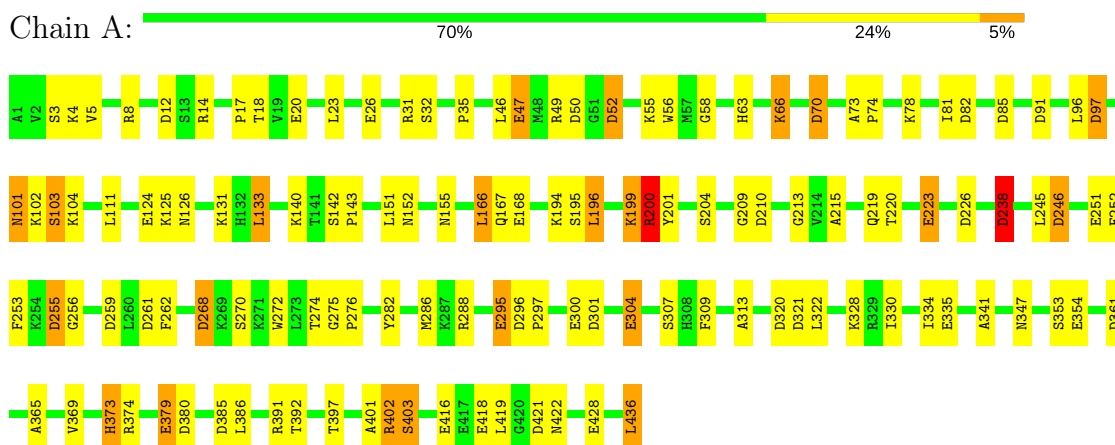 Chain A:
70% 24% 5%
A1 V2 S3 K4 V5 R8 D12 S13 R14 P17 T18 V19 E20 L23 E26 R31 S32 P35 L46 E47 M48 R49 D50 G51 D52 K55 W56 M57 G58 H63 K66 D70 A73 P74 K78 I81 D82 D85 D91 L96 D97
N101 K102 S103 K104 L111 E124 K125 N126 K131 H132 L133 K140 T141 S142 P143 L151 N152 N155 L166 Q167 E168 K194 S195 L196 K199 R200 Y201 S204 G209 D210 G213 V214 A215 Q219 T220 E223 D226 D238 L245 D246 E251
F253 K254 D255 G256 D259 L260 D261 F262 D268 K269 S270 K271 W272 L273 T274 G275 P276 Y282 M286 K287 R288 E295 D296 P297 E300 D301 E304 S307 H308 F309 A313 D320 D321 L322 K328 R329 I330 I334 E335 A341 N347 S353 E354
A365 V369 H373 R374 E379 D380 D385 L386 R391 T392 T397 A401 R402 S403 E416 E417 E418 L419 G420 D421 N422 E428 L436